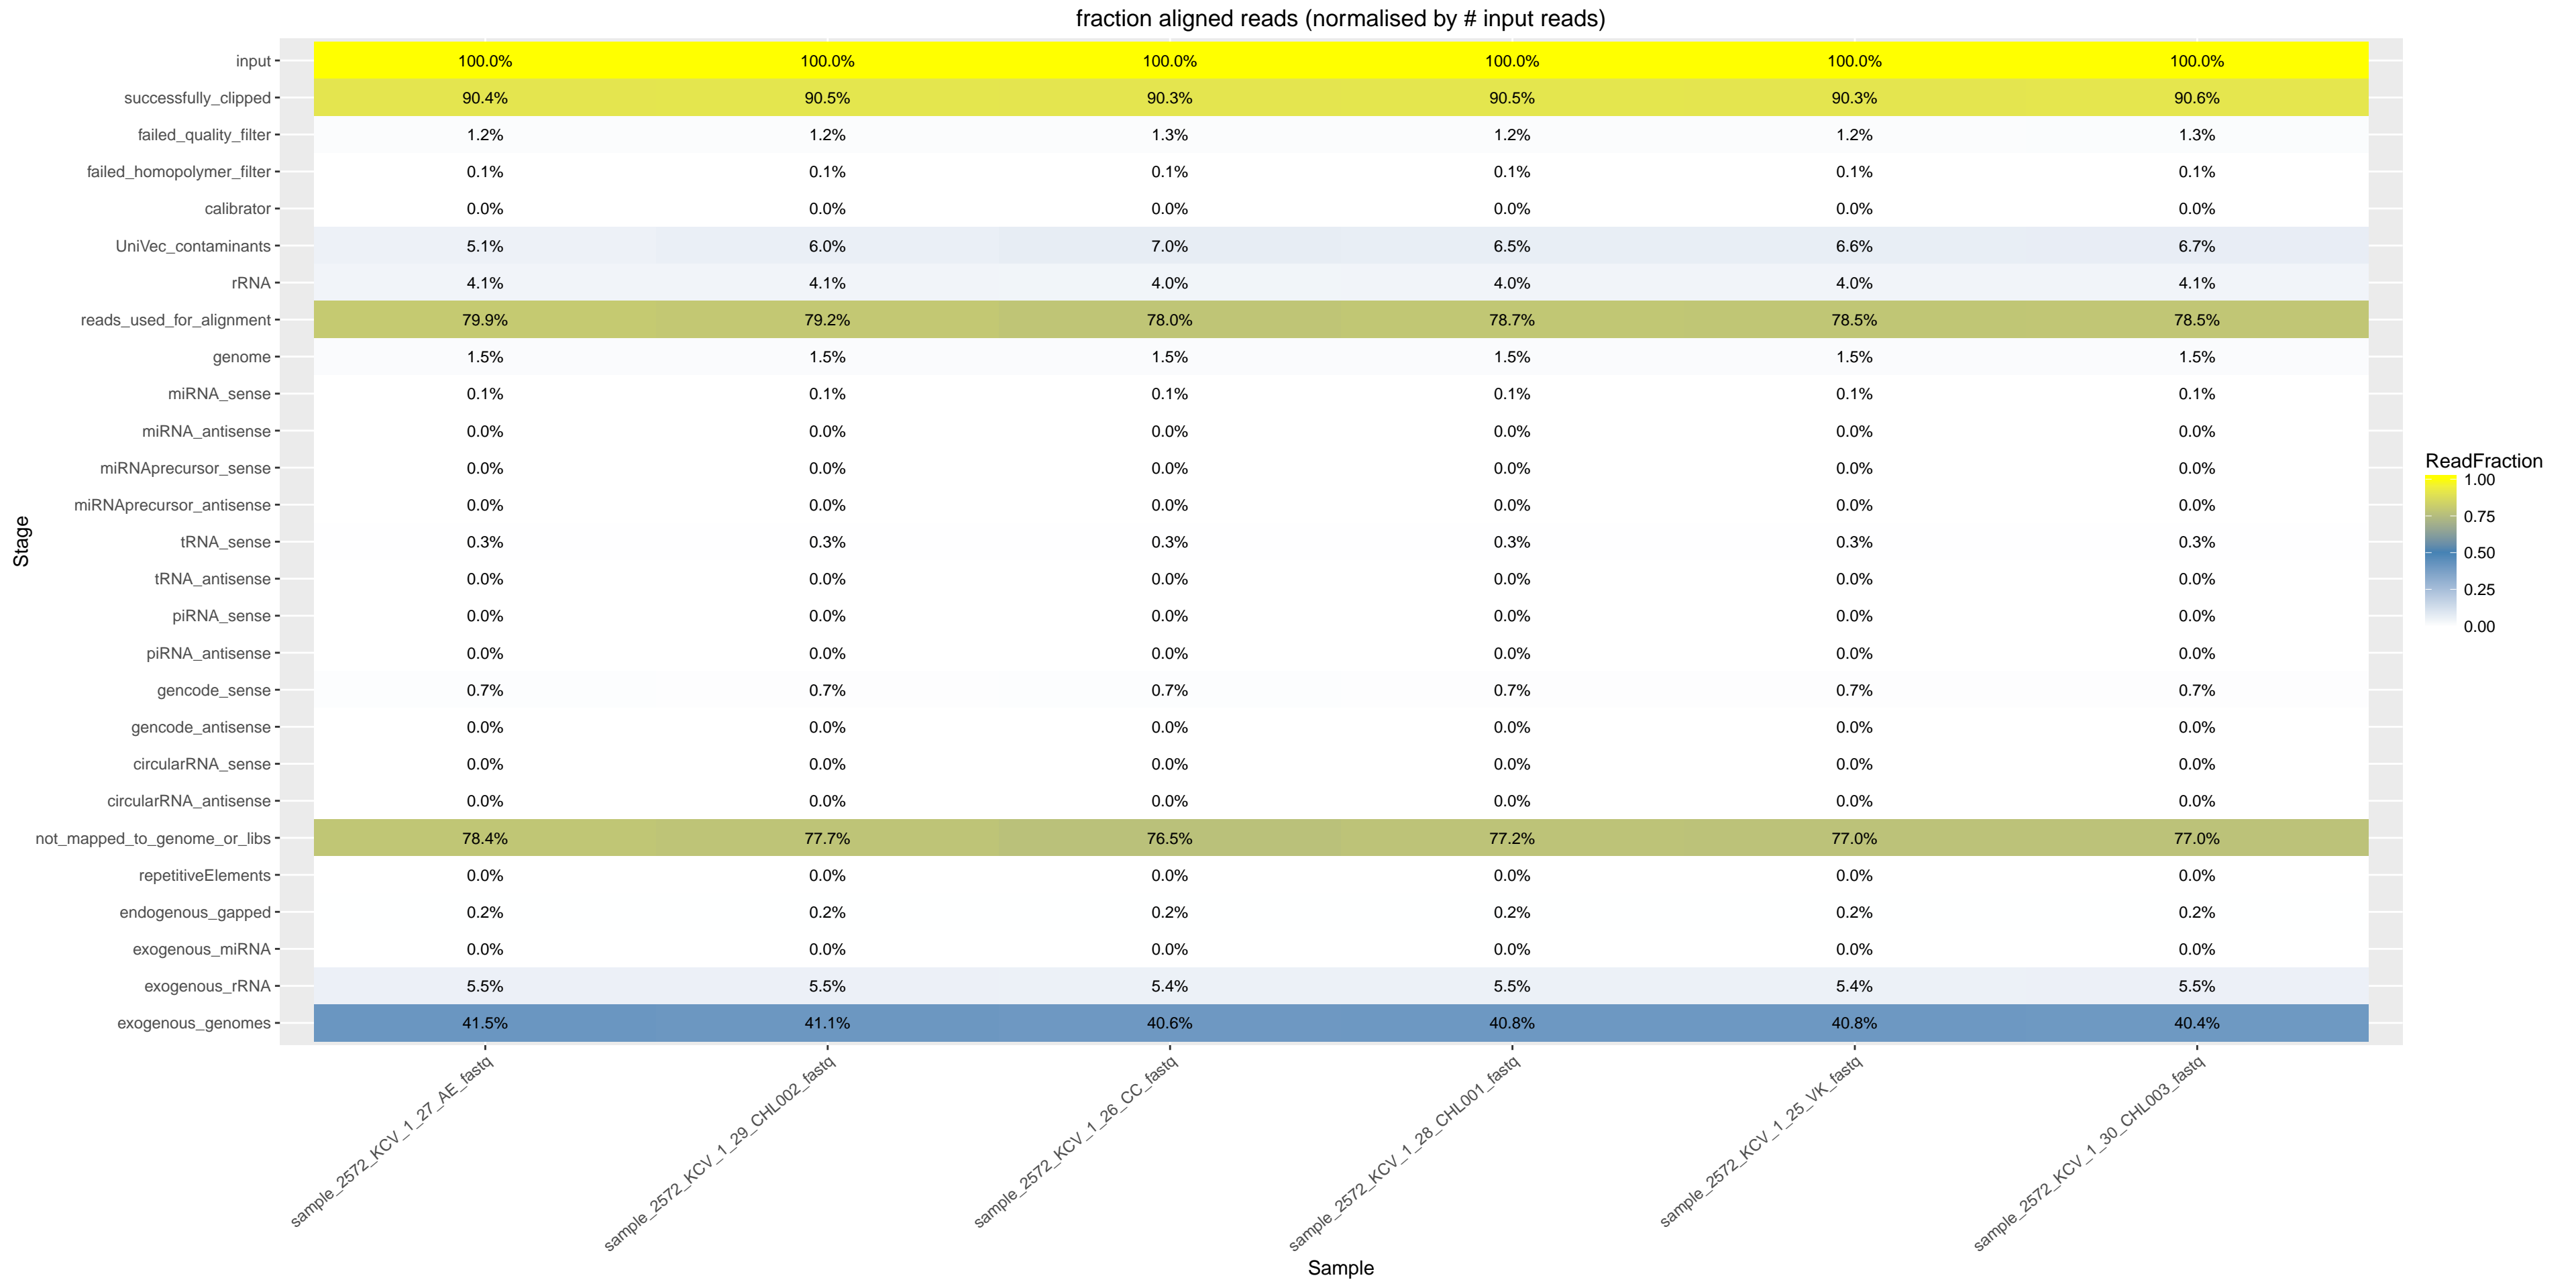 fraction aligned reads (normalised by # input reads)
input 100.0% 100.0% 100.0% 100.0% 100.0% 100.0%
successfully_clipped 90.4% 90.5% 90.3% 90.5% 90.3% 90.6%
failed_quality_filter 1.2% 1.2% 1.3% 1.2% 1.2% 1.3%
failed_homopolymer_filter 0.1% 0.1% 0.1% 0.1% 0.1% 0.1%
calibrator 0.0% 0.0% 0.0% 0.0% 0.0% 0.0%
UniVec_contaminants 5.1% 6.0% 7.0% 6.5% 6.6% 6.7%
rRNA 4.1% 4.1% 4.0% 4.0% 4.0% 4.1%
reads_used_for_alignment 79.9% 79.2% 78.0% 78.7% 78.5% 78.5%
genome 1.5% 1.5% 1.5% 1.5% 1.5% 1.5%
miRNA_sense 0.1% 0.1% 0.1% 0.1% 0.1% 0.1%
miRNA_antisense 0.0% 0.0% 0.0% 0.0% 0.0% 0.0%
miRNAprecursor_sense 0.0% 0.0% 0.0% 0.0% 0.0% 0.0%
miRNAprecursor_antisense 0.0% 0.0% 0.0% 0.0% 0.0% 0.0%
tRNA_sense 0.3% 0.3% 0.3% 0.3% 0.3% 0.3%
tRNA_antisense 0.0% 0.0% 0.0% 0.0% 0.0% 0.0%
piRNA_sense 0.0% 0.0% 0.0% 0.0% 0.0% 0.0%
piRNA_antisense 0.0% 0.0% 0.0% 0.0% 0.0% 0.0%
gencode_sense 0.7% 0.7% 0.7% 0.7% 0.7% 0.7%
gencode_antisense 0.0% 0.0% 0.0% 0.0% 0.0% 0.0%
circularRNA_sense 0.0% 0.0% 0.0% 0.0% 0.0% 0.0%
circularRNA_antisense 0.0% 0.0% 0.0% 0.0% 0.0% 0.0%
not_mapped_to_genome_or_libs 78.4% 77.7% 76.5% 77.2% 77.0% 77.0%
repetitiveElements 0.0% 0.0% 0.0% 0.0% 0.0% 0.0%
endogenous_gapped 0.2% 0.2% 0.2% 0.2% 0.2% 0.2%
exogenous_miRNA 0.0% 0.0% 0.0% 0.0% 0.0% 0.0%
exogenous_rRNA 5.5% 5.5% 5.4% 5.5% 5.4% 5.5%
exogenous_genomes 41.5% 41.1% 40.6% 40.8% 40.8% 40.4%
sample_2572_KCV_1_27_AE_fastq
sample_2572_KCV_1_29_CHL002_fastq
sample_2572_KCV_1_26_CC_fastq
sample_2572_KCV_1_28_CHL001_fastq
sample_2572_KCV_1_25_VK_fastq
sample_2572_KCV_1_30_CHL003_fastq
Sample
Stage
ReadFraction
1.00
0.75
0.50
0.25
0.00